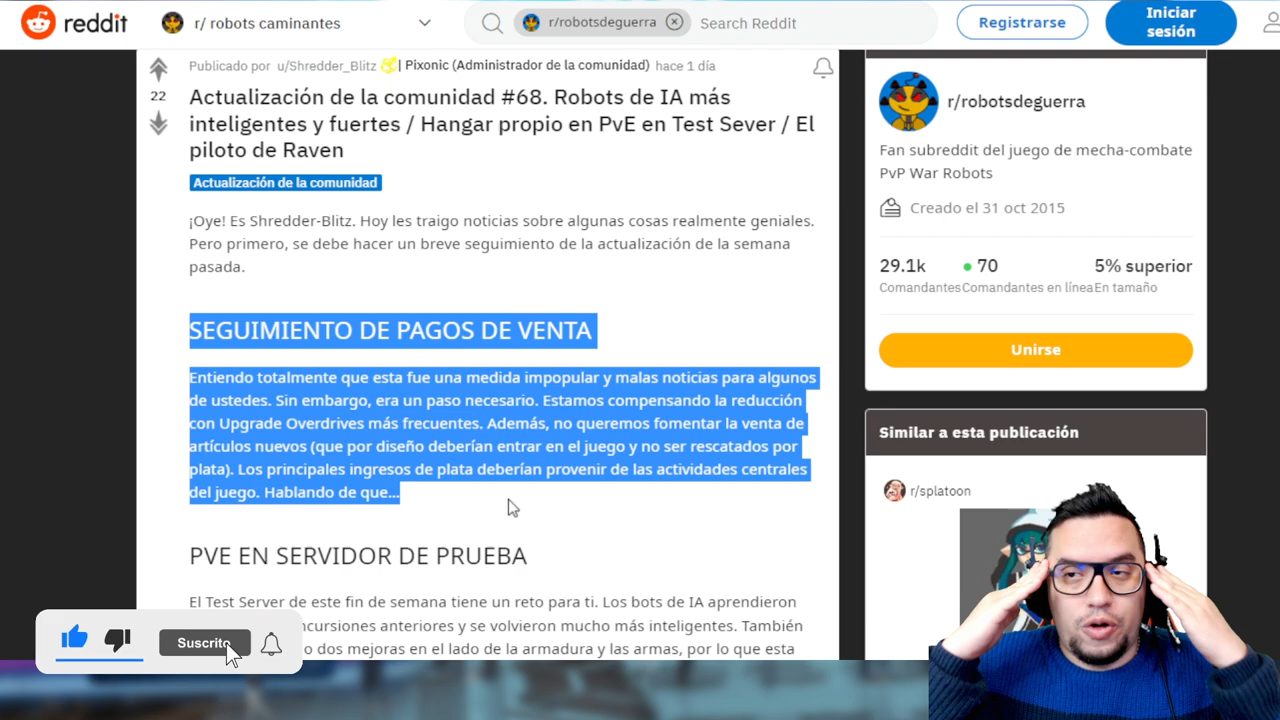 reddit
r/ robots caminantes
r/robotsdeguerra
Search Reddit
Registrarse
Iniciar
sesión
Publicado por u/Shredder_Blitz | Pixonic (Administrador de la comunidad) hace 1 día
22
Actualización de la comunidad #68. Robots de IA más
inteligentes y fuertes / Hangar propio en PvE en Test Sever / El
piloto de Raven
Actualización de la comunidad
¡Oye! Es Shredder-Blitz. Hoy les traigo noticias sobre algunas cosas realmente geniales.
Pero primero, se debe hacer un breve seguimiento de la actualización de la semana
pasada.
SEGUIMIENTO DE PAGOS DE VENTA
Entiendo totalmente que esta fue una medida impopular y malas noticias para algunos
de ustedes. Sin embargo, era un paso necesario. Estamos compensando la reducción
con Upgrade Overdrives más frecuentes. Además, no queremos fomentar la venta de
artículos nuevos (que por diseño deberían entrar en el juego y no ser rescatados por
plata). Los principales ingresos de plata deberían provenir de las actividades centrales
del juego. Hablando de que...
PVE EN SERVIDOR DE PRUEBA
El Test Server de este fin de semana tiene un reto para ti. Los bots de IA aprendieron
ncursiones anteriores y se volvieron mucho más inteligentes. También
o dos mejoras en el lado de la armadura y las armas, por lo que esta
Suscrito
r/robotsdeguerra
Fan subreddit del juego de mecha-combate
PvP War Robots
Creado el 31 oct 2015
29.1k
70
5% superior
Comandantes
Comandantes en línea
En tamaño
Unirse
Similar a esta publicación
r/splatoon